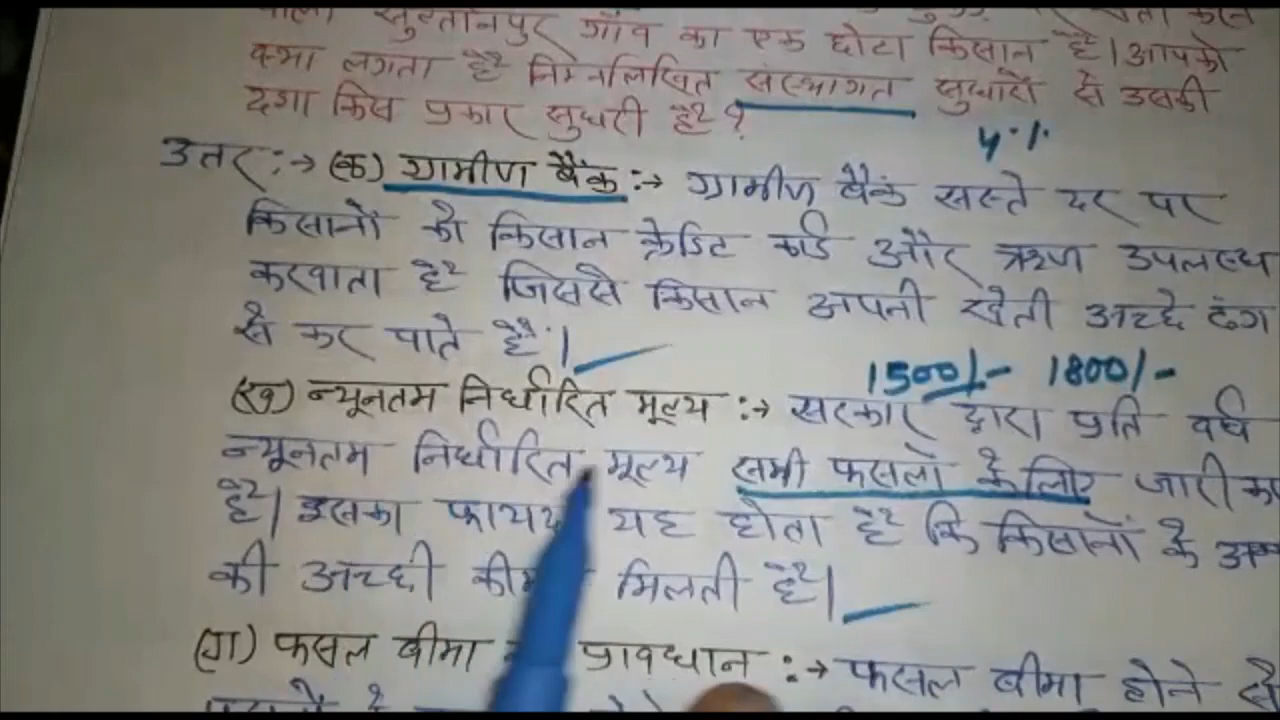 वाला सुल्तानपुर गाँव का एक छोटा किसान है। आपको
क्या लगता है निम्नलिखित संस्थागत सुधारों से उसकी
दशा किस प्रकार सुधरी है?
4%
उत्तर:→ (क) ग्रामीण बैंक:→ ग्रामीण बैंक सस्ते दर पर
किसानों को किसान क्रेडिट कार्ड और ऋण उपलब्ध
करवाता है जिससे किसान अपनी खेती अच्छे ढंग
से कर पाते हैं।
1500/- 1800/-
(ख) न्यूनतम निर्धारित मूल्य:→ सरकार द्वारा प्रति वर्ष
न्यूनतम निर्धारित मूल्य सभी फसलों के लिए जारी
है। इसका यह होता है कि किसानों के
की अच्छी मिलती है।
(ग) फसल बीमा प्रावधान:→ फसल बीमा होने से